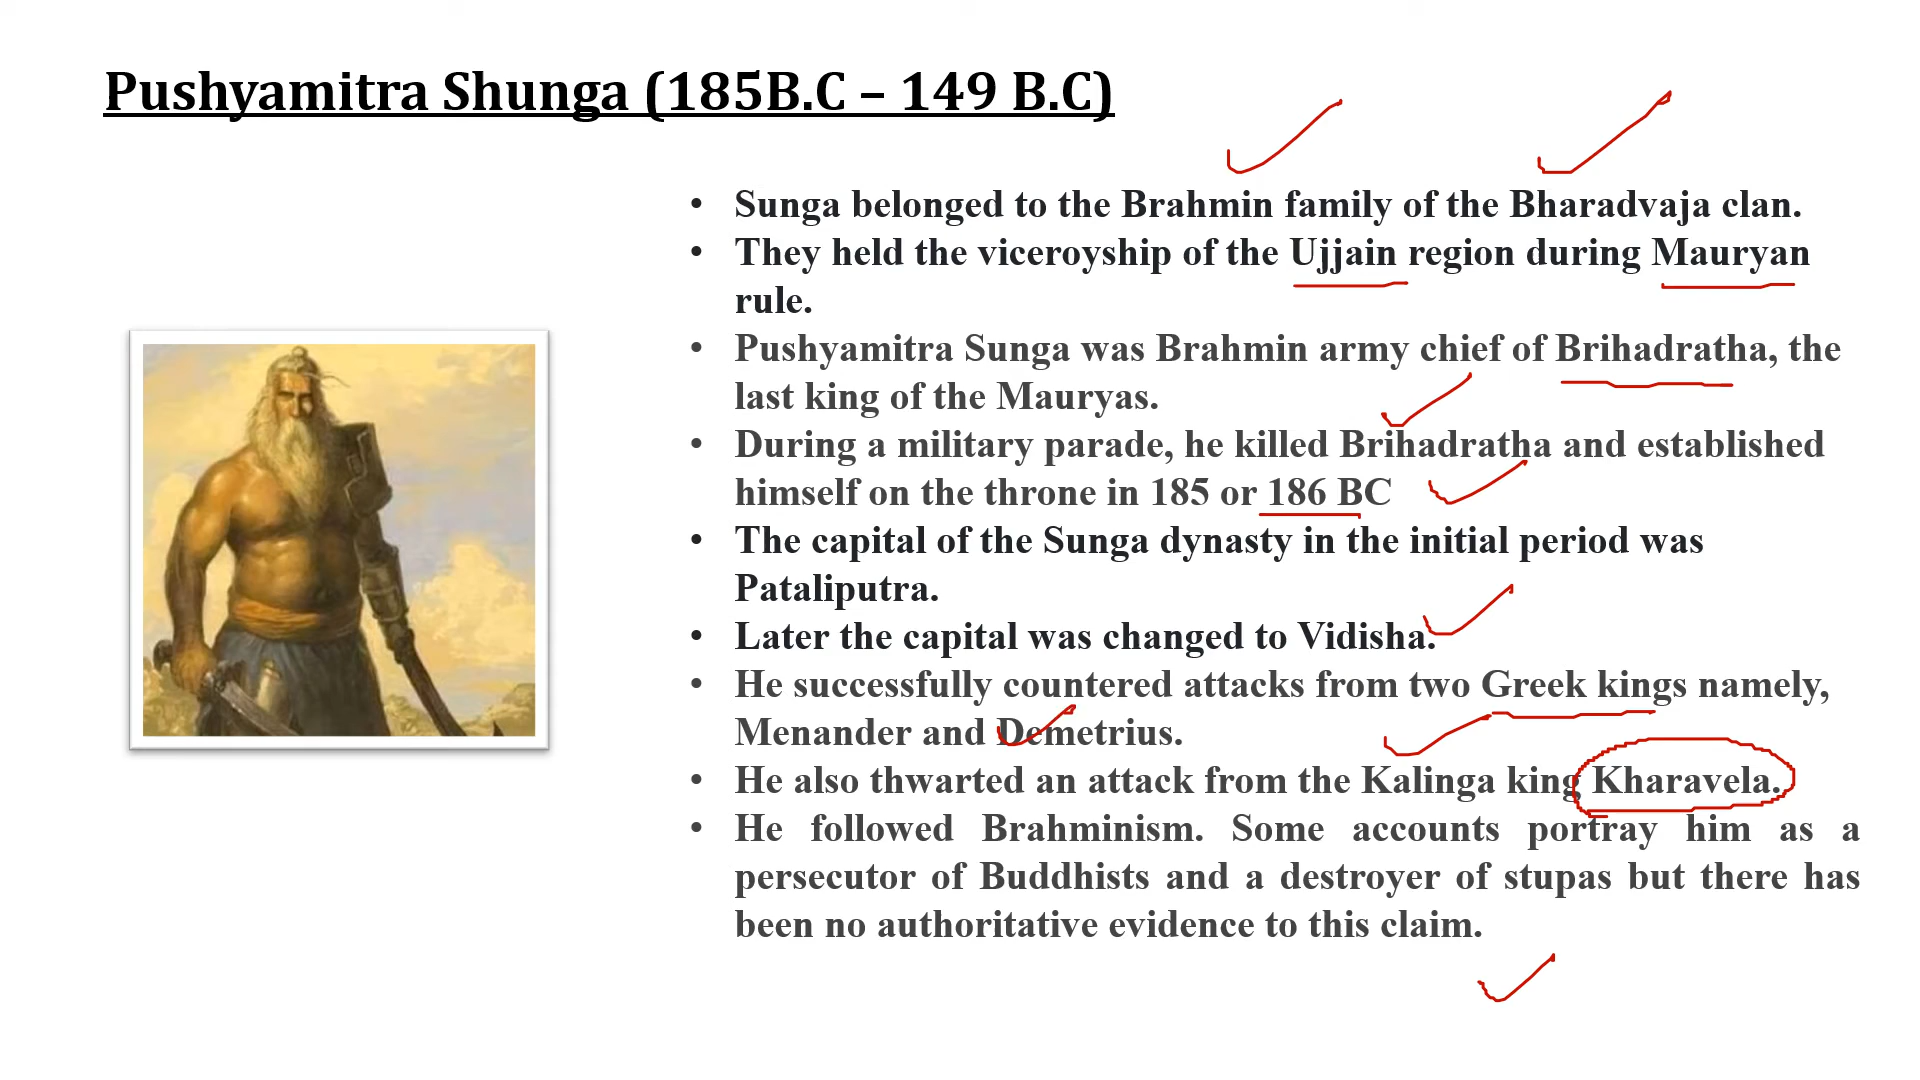 Pushyamitra Shunga (185B.C – 149 B.C)
• Sunga belonged to the Brahmin family of the Bharadvaja clan.
• They held the viceroyship of the Ujjain region during Mauryan
rule.
• Pushyamitra Sunga was Brahmin army chief of Brihadratha, the
last king of the Mauryas.
• During a military parade, he killed Brihadratha and established
himself on the throne in 185 or 186 BC
• The capital of the Sunga dynasty in the initial period was
Pataliputra.
• Later the capital was changed to Vidisha.
• He successfully countered attacks from two Greek kings namely,
Menander and Demetrius.
• He also thwarted an attack from the Kalinga king Kharavela.
• He followed Brahminism. Some accounts portray him as a
persecutor of Buddhists and a destroyer of stupas but there has
been no authoritative evidence to this claim.